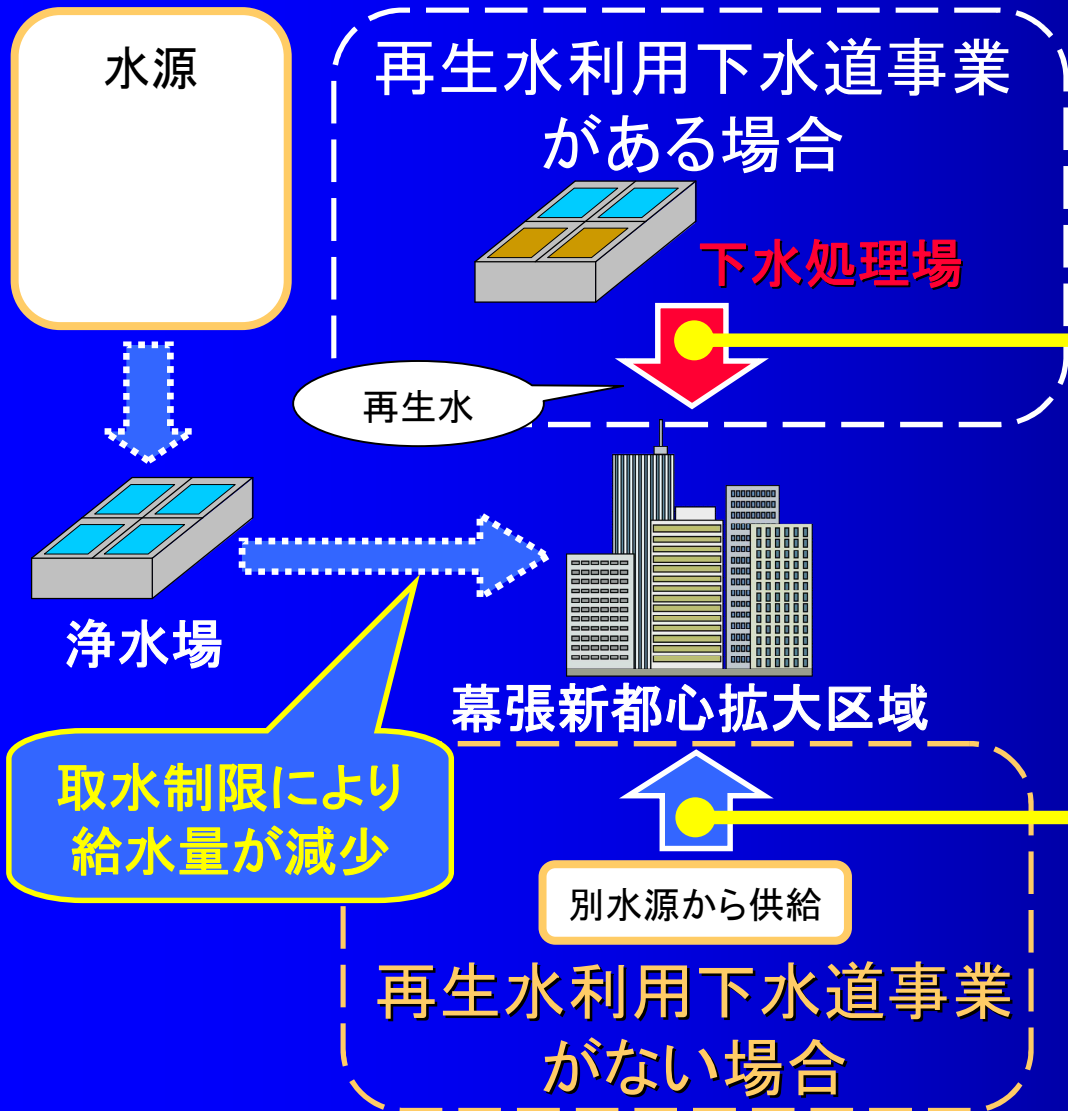 水源
再生水利用下水道事業
がある場合
下水処理場
再生水
浄水場
幕張新都心拡大区域
取水制限により
給水量が減少
別水源から供給
再生水利用下水道事業
がない場合